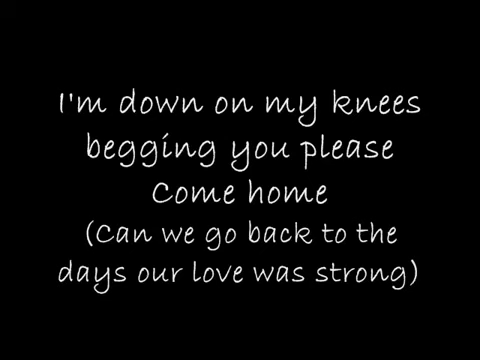 I'm down on my knees
begging you please
Come home
(Can we go back to the
days our love was strong)